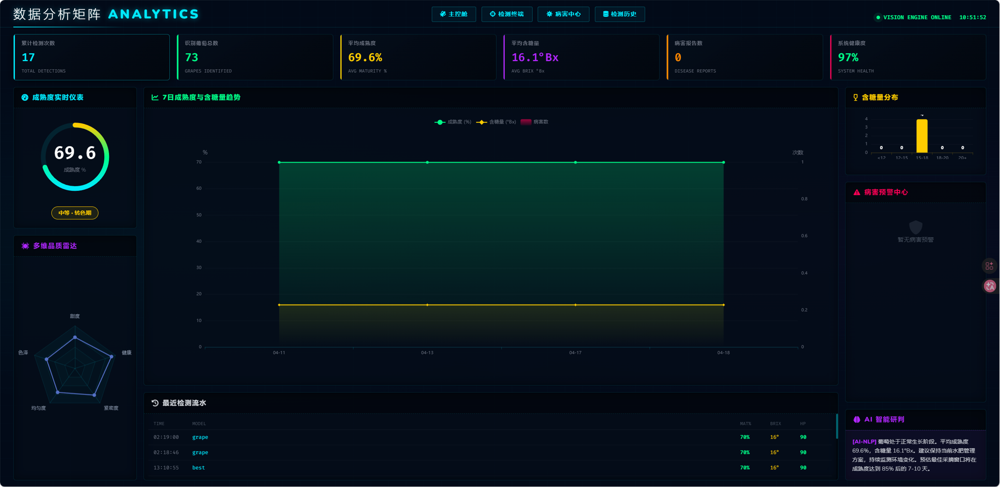 数据分析矩阵 ANALYTICS
主控舱
检测终端
病害中心
检测历史
VISION ENGINE ONLINE 10:51:52
累计检测次数
17
TOTAL DETECTIONS
识别葡萄总数
73
GRAPES IDENTIFIED
平均成熟度
69.6%
AVG MATURITY %
平均含糖量
16.1°Bx
AVG BRIX °Bx
病害报告数
0
DISEASE REPORTS
系统健康度
97%
SYSTEM HEALTH
成熟度实时仪表
69.6
成熟度 %
中等·转色期
多维品质雷达
甜度
色泽
健康
均匀度
紧密度
7日成熟度与含糖量趋势
成熟度 (%)
含糖量 (°Bx)
病害数
%
次数
70
60
50
40
30
20
10
0
1
0.8
0.6
0.4
0.2
0
04-11
04-13
04-17
04-18
最近检测流水
TIME MODEL MAT% BRIX HP
02:19:00 grape 70% 16° 90
02:18:46 grape 70% 16° 90
13:10:55 best 70% 16° 90
含糖量分布
4
3
2
1
0
0 0 0 0
<12 12-15 15-18 18-20 20+
病害预警中心
暂无病害预警
AI 智能研判
[AI-NLP] 葡萄处于正常生长阶段。平均成熟度
69.6%，含糖量 16.1°Bx。建议保持当前水肥管理
方案，持续监测环境变化。预估最佳采摘窗口将在
成熟度达到 85% 后的 7-10 天。